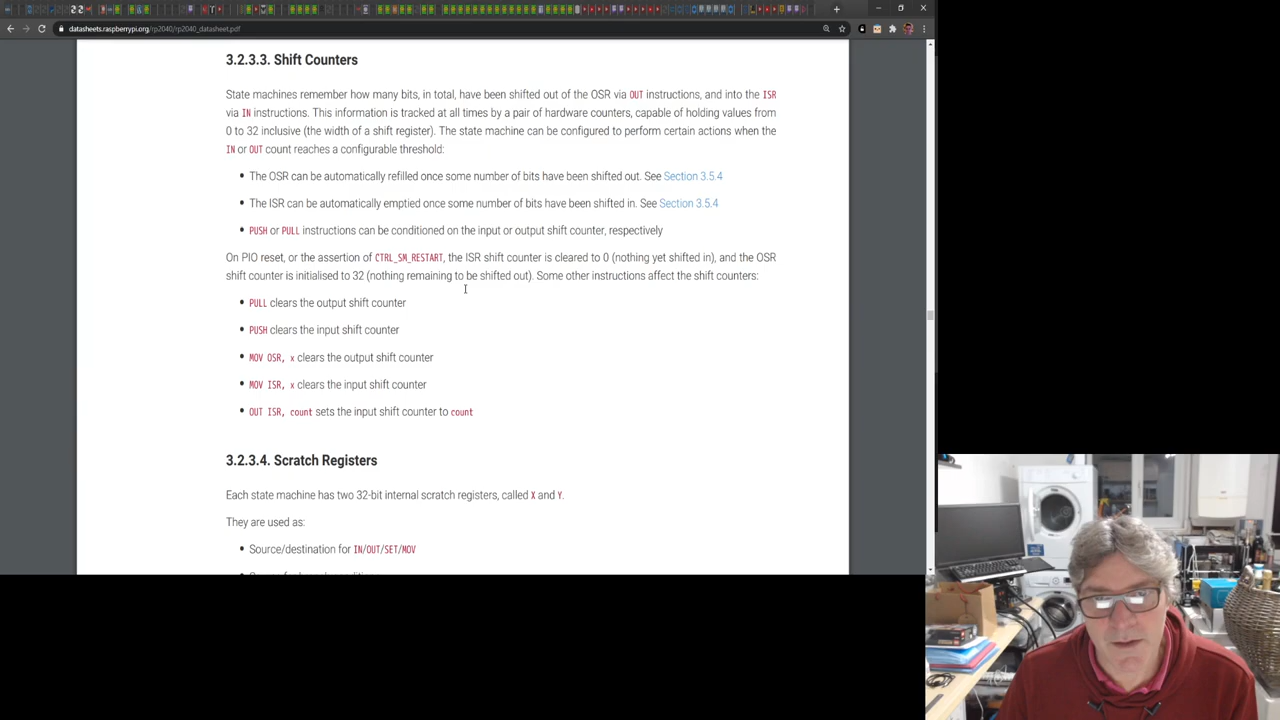 datasheets.raspberrypi.org/rp2040/rp2040_datasheet.pdf
3.2.3.3. Shift Counters
State machines remember how many bits, in total, have been shifted out of the OSR via OUT instructions, and into the ISR
via IN instructions. This information is tracked at all times by a pair of hardware counters, capable of holding values from
0 to 32 inclusive (the width of a shift register). The state machine can be configured to perform certain actions when the
IN or OUT count reaches a configurable threshold:
• The OSR can be automatically refilled once some number of bits have been shifted out. See Section 3.5.4
• The ISR can be automatically emptied once some number of bits have been shifted in. See Section 3.5.4
• PUSH or PULL instructions can be conditioned on the input or output shift counter, respectively
On PIO reset, or the assertion of CTRL_SM_RESTART, the ISR shift counter is cleared to 0 (nothing yet shifted in), and the OSR
shift counter is initialised to 32 (nothing remaining to be shifted out). Some other instructions affect the shift counters:
• PULL clears the output shift counter
• PUSH clears the input shift counter
• MOV OSR, x clears the output shift counter
• MOV ISR, x clears the input shift counter
• OUT ISR, count sets the input shift counter to count
3.2.3.4. Scratch Registers
Each state machine has two 32-bit internal scratch registers, called X and Y.
They are used as:
• Source/destination for IN/OUT/SET/MOV